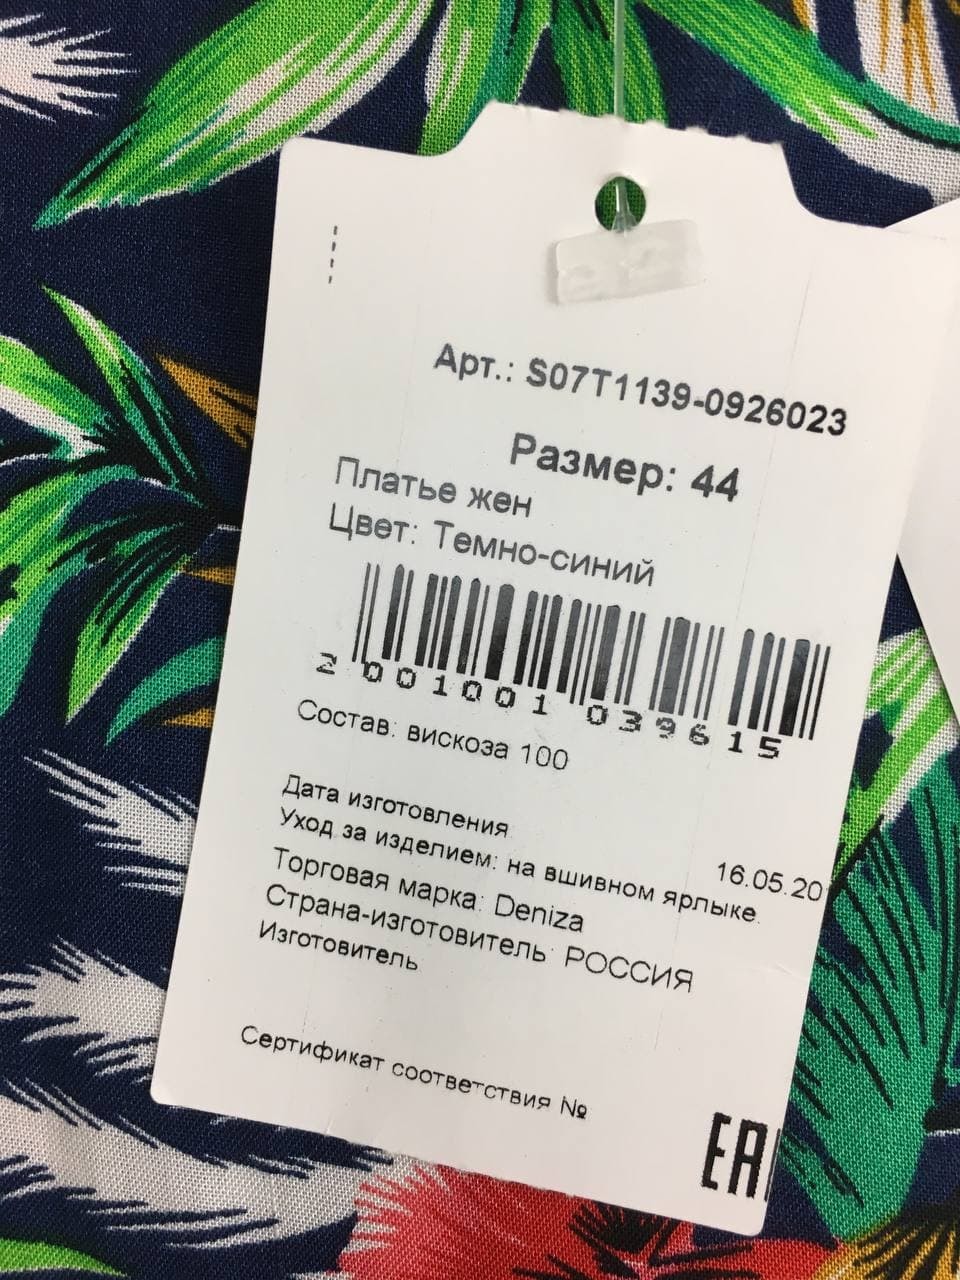 Арт.: S07T1139-0926023
Размер: 44
Платье жен
Цвет: Темно-синий
2 001001 039615
Состав: вискоза 100
Дата изготовления 16.05.20
Уход за изделием: на вшивном ярлыке.
Торговая марка: Deniza
Страна-изготовитель: РОССИЯ
Изготовитель
Сертификат соответствия №
EAC